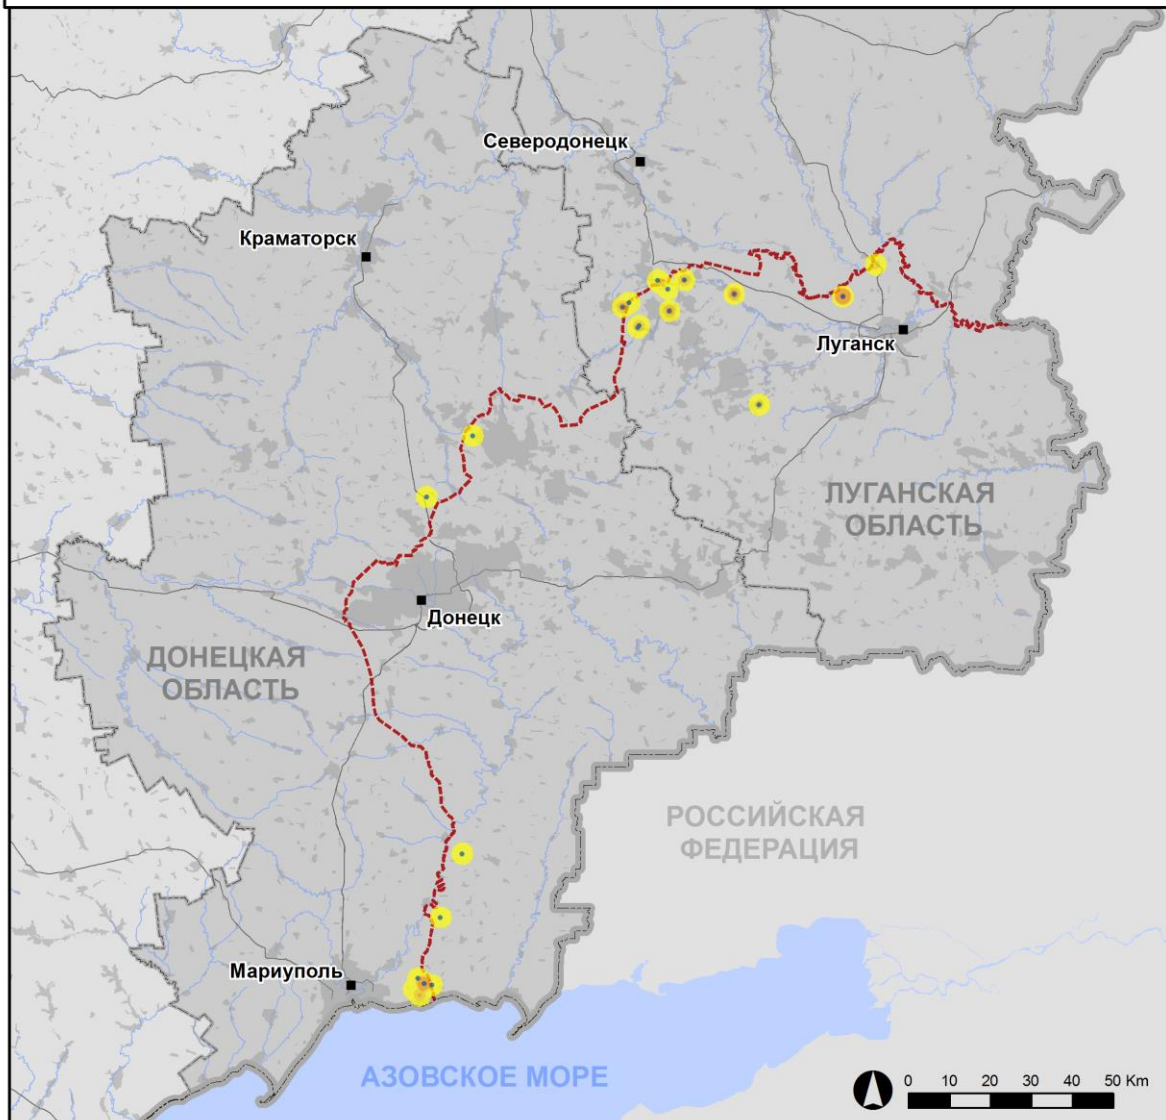 Северодонецк
Краматорск
Луганск
ЛУГАНСКАЯ
ОБЛАСТЬ
Донецк
ДОНЕЦКАЯ
ОБЛАСТЬ
РОССИЙСКАЯ
ФЕДЕРАЦИЯ
Мариуполь
АЗОВСКОЕ МОРЕ
0 10 20 30 40 50 Km